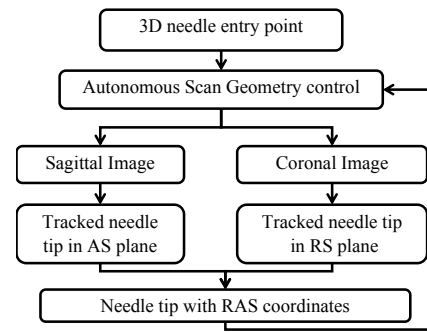 3D needle entry point
Autonomous Scan Geometry control
Sagittal Image
Coronal Image
Tracked needle
tip in AS plane
Tracked needle tip
in RS plane
Needle tip with RAS coordinates